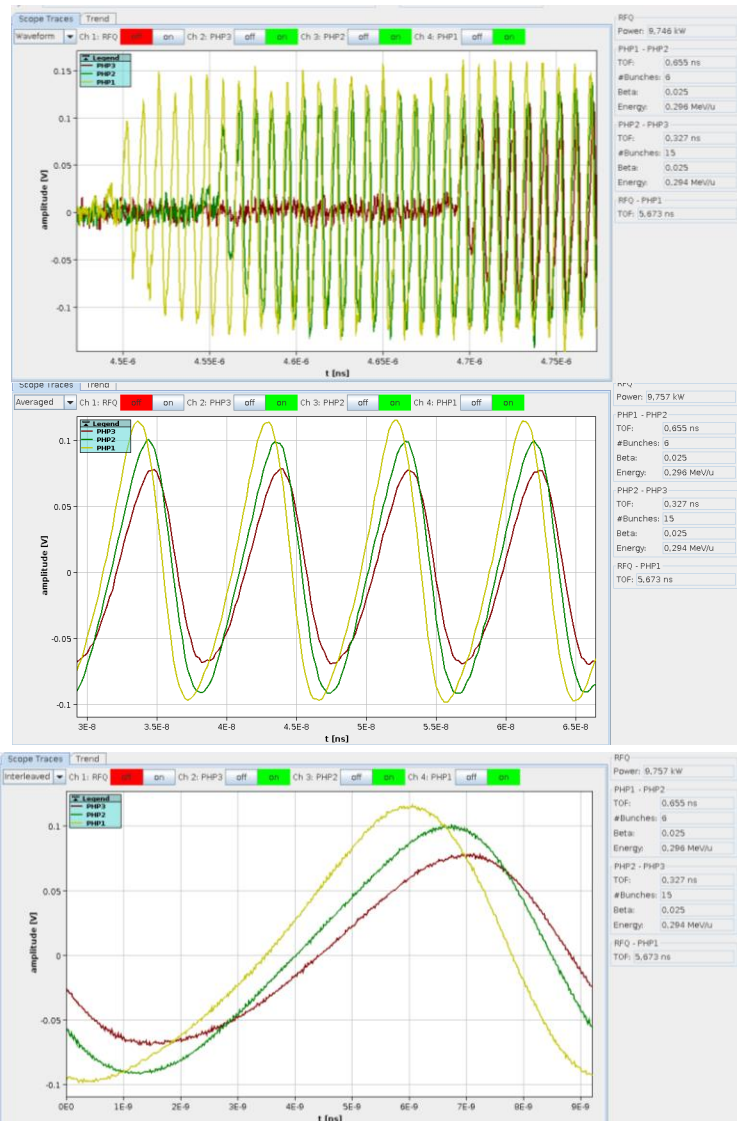 Scope Traces Trend
Waveform Ch 1: RFQ off on Ch 2: PHP3 off on Ch 3: PHP2 off on Ch 4: PHP1 off on
Legend
PHP3
PHP2
PHP1
0.15
0.1
0.05
0
-0.05
-0.1
amplitude [V]
4.5E-6 4.55E-6 4.6E-6 4.65E-6 4.7E-6 4.75E-6
t [ns]
RFQ
Power: 9,746 kW
PHP1 - PHP2
TOF: 0,655 ns
#Bunches: 6
Beta: 0,025
Energy: 0,296 MeV/u
PHP2 - PHP3
TOF: 0,327 ns
#Bunches: 15
Beta: 0,025
Energy: 0,294 MeV/u
RFQ - PHP1
TOF: 5,673 ns
Scope Traces Trend
Averaged Ch 1: RFQ off on Ch 2: PHP3 off on Ch 3: PHP2 off on Ch 4: PHP1 off on
Legend
PHP3
PHP2
PHP1
0.1
0.05
0
-0.05
-0.1
amplitude [V]
3E-8 3.5E-8 4E-8 4.5E-8 5E-8 5.5E-8 6E-8 6.5E-8
t [ns]
RFQ
Power: 9,757 kW
PHP1 - PHP2
TOF: 0,655 ns
#Bunches: 6
Beta: 0,025
Energy: 0,296 MeV/u
PHP2 - PHP3
TOF: 0,327 ns
#Bunches: 15
Beta: 0,025
Energy: 0,294 MeV/u
RFQ - PHP1
TOF: 5,673 ns
Scope Traces Trend
Interleaved Ch 1: RFQ off on Ch 2: PHP3 off on Ch 3: PHP2 off on Ch 4: PHP1 off on
Legend
PHP3
PHP2
PHP1
0.1
0.05
0
-0.05
-0.1
amplitude [V]
0E0 1E-9 2E-9 3E-9 4E-9 5E-9 6E-9 7E-9 8E-9 9E-9
t [ns]
RFQ
Power: 9,757 kW
PHP1 - PHP2
TOF: 0,655 ns
#Bunches: 6
Beta: 0,025
Energy: 0,296 MeV/u
PHP2 - PHP3
TOF: 0,327 ns
#Bunches: 15
Beta: 0,025
Energy: 0,294 MeV/u
RFQ - PHP1
TOF: 5,673 ns